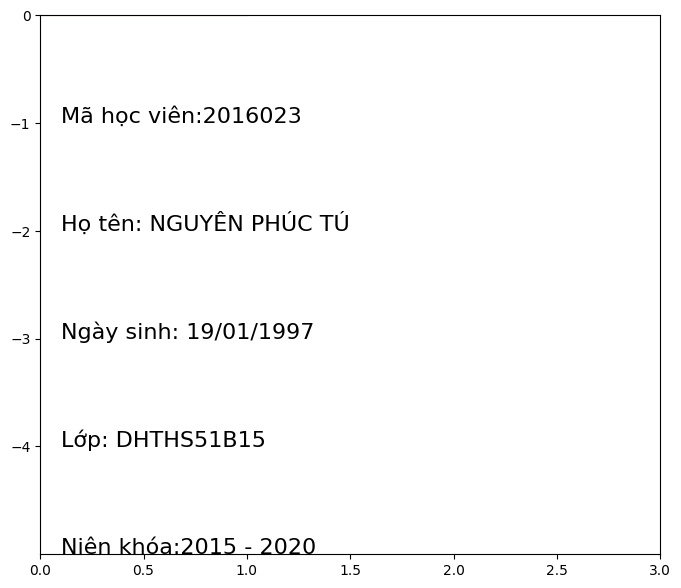 0
Mã học viên:2016023
−1
Họ tên: NGUYÊN PHÚC TÚ
−2
Ngày sinh: 19/01/1997
−3
Lớp: DHTHS51B15
−4
Niên khóa:2015 - 2020
0.0 0.5 1.0 1.5 2.0 2.5 3.0